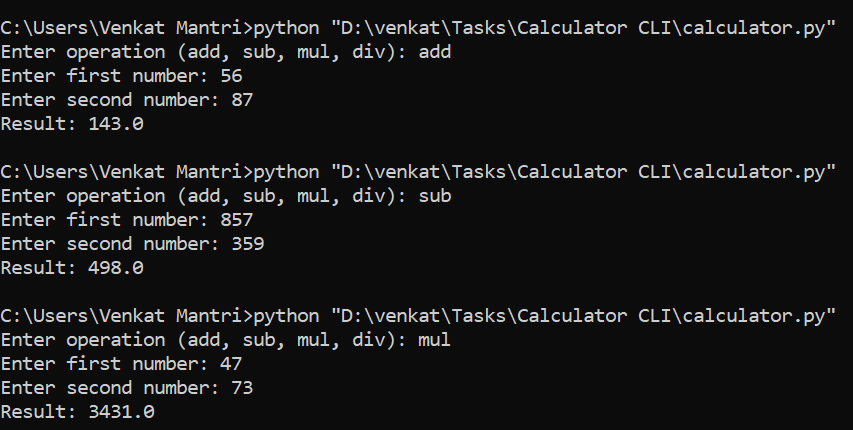 C:\Users\Venkat Mantri>python "D:\venkat\Tasks\Calculator CLI\calculator.py"
Enter operation (add, sub, mul, div): add
Enter first number: 56
Enter second number: 87
Result: 143.0
C:\Users\Venkat Mantri>python "D:\venkat\Tasks\Calculator CLI\calculator.py"
Enter operation (add, sub, mul, div): sub
Enter first number: 857
Enter second number: 359
Result: 498.0
C:\Users\Venkat Mantri>python "D:\venkat\Tasks\Calculator CLI\calculator.py"
Enter operation (add, sub, mul, div): mul
Enter first number: 47
Enter second number: 73
Result: 3431.0